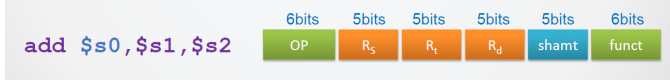 6bits 5bits 5bits 5bits 5bits 6bits
add $s0,$s1,$s2 OP Rs Rt Rd shamt funct